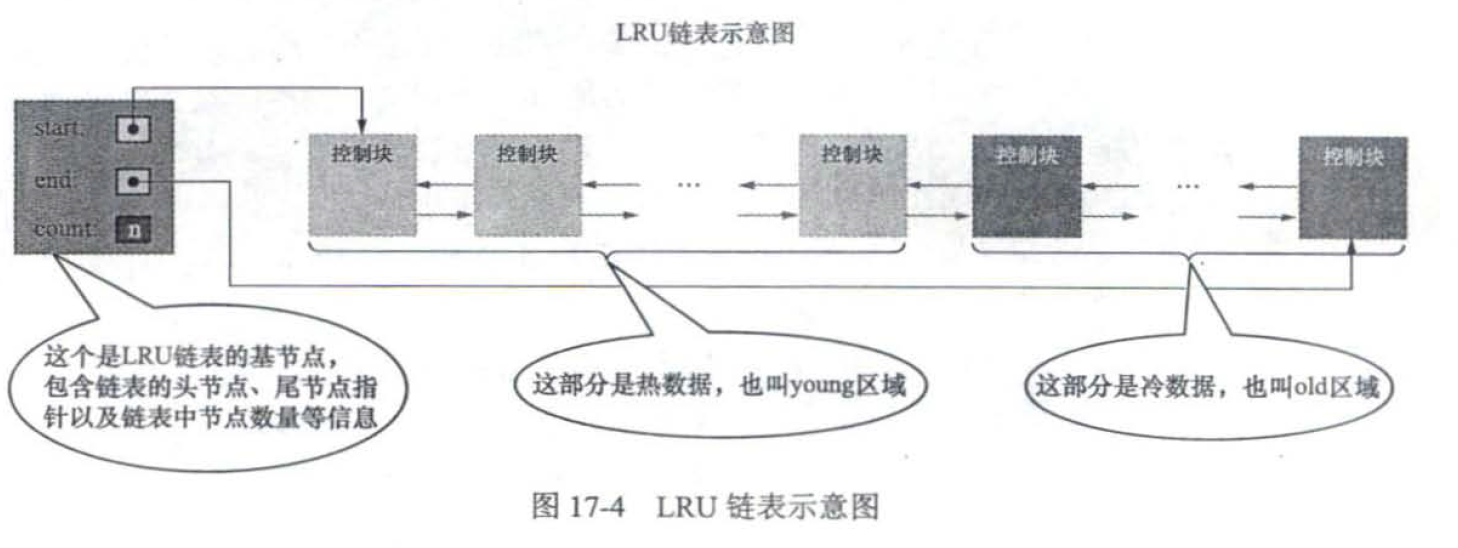 LRU链表示意图
start:
end:
count: n
控制块
控制块
...
控制块
控制块
...
控制块
这个是LRU链表的基节点，
包含链表的头节点、尾节点指
针以及链表中节点数量等信息
这部分是热数据，也叫young区域
这部分是冷数据，也叫old区域
图 17-4 LRU 链表示意图